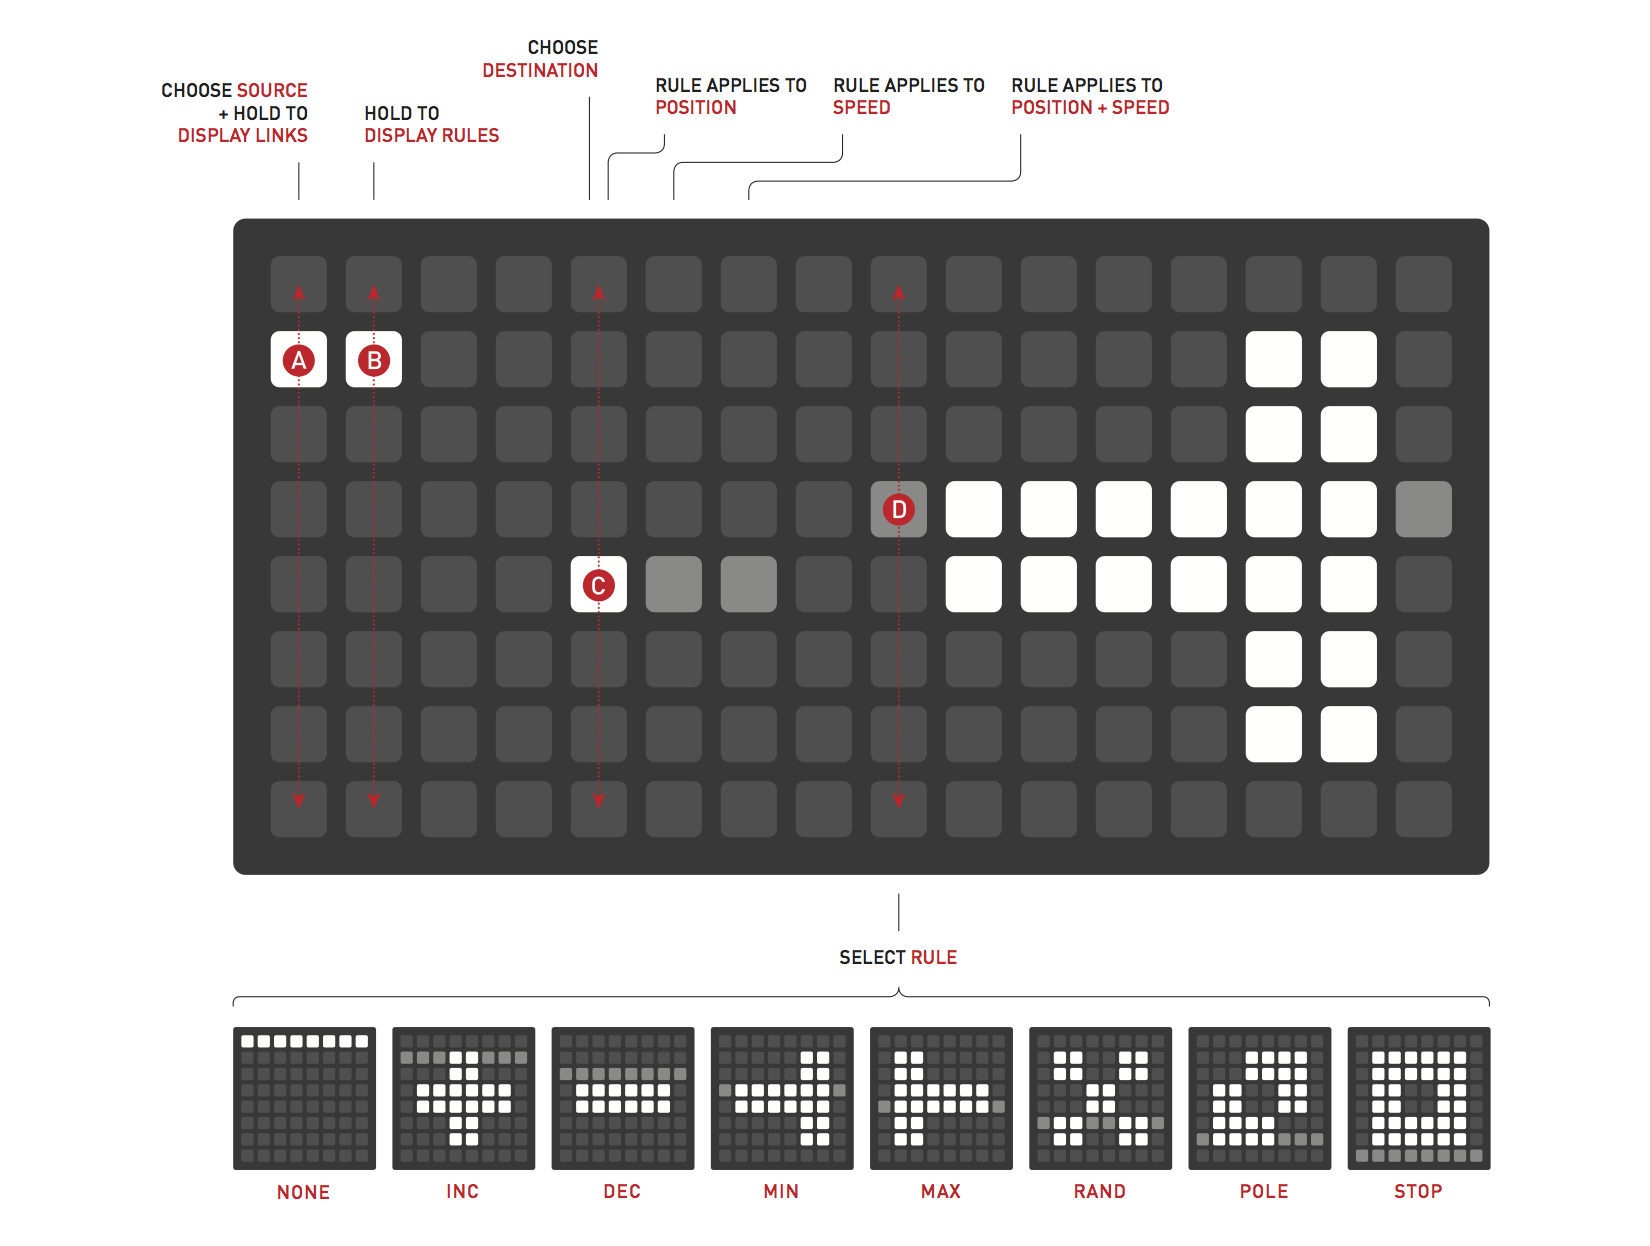 CHOOSE SOURCE
+ HOLD TO
DISPLAY LINKS
HOLD TO
DISPLAY RULES
CHOOSE
DESTINATION
RULE APPLIES TO
POSITION
RULE APPLIES TO
SPEED
RULE APPLIES TO
POSITION + SPEED
A
B
D
C
SELECT RULE
NONE
INC
DEC
MIN
MAX
RAND
POLE
STOP